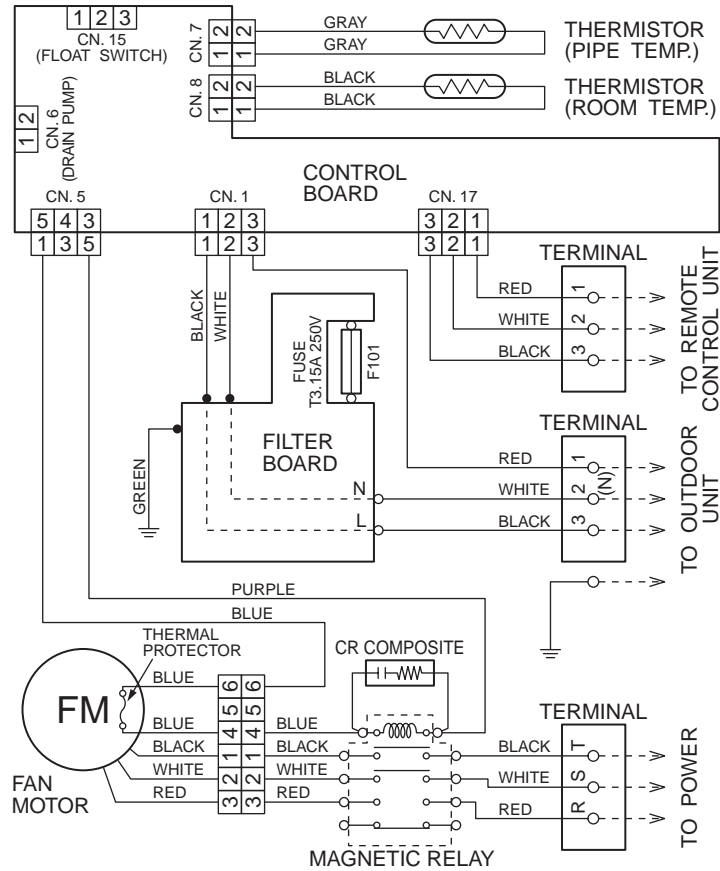 1 2 3
CN. 15
(FLOAT SWITCH)
CN. 7
2 2
1 1
GRAY
GRAY
THERMISTOR
(PIPE TEMP.)
CN. 8
2 2
1 1
BLACK
BLACK
THERMISTOR
(ROOM TEMP.)
1 2
CN. 6
(DRAIN PUMP)
CONTROL
BOARD
CN. 5
5 4 3
1 3 5
CN. 1
1 2 3
1 2 3
CN. 17
3 2 1
3 2 1
BLACK
WHITE
TERMINAL
RED
1
WHITE
2
BLACK
3
TO REMOTE
CONTROL UNIT
FUSE
T3.15A 250V
F101
FILTER
BOARD
GREEN
N
L
TERMINAL
RED
1
WHITE
2
(N)
BLACK
3
TO OUTDOOR
UNIT
PURPLE
BLUE
THERMAL
PROTECTOR
CR COMPOSITE
FM
FAN
MOTOR
BLUE
6 6
5 5
BLUE
4 4
BLUE
BLACK
1 1
BLACK
WHITE
2 2
WHITE
RED
3 3
RED
MAGNETIC RELAY
TERMINAL
BLACK
T
WHITE
S
RED
R
TO POWER